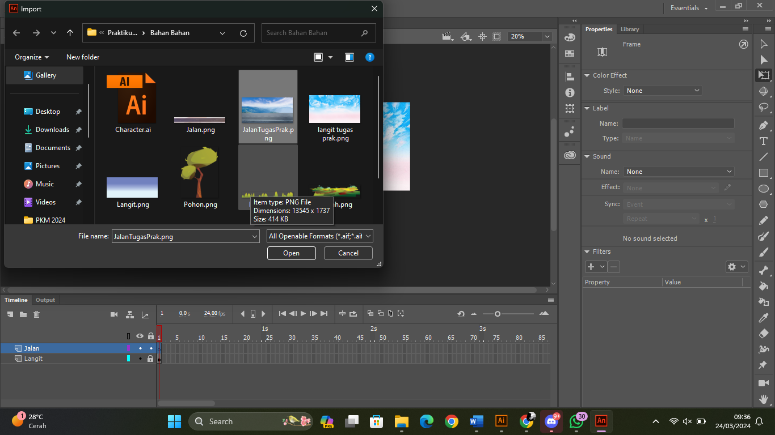 An Import
Essentials
Praktiku... Bahan Bahan
Search Bahan Bahan
Organize New folder
Gallery
Desktop
Downloads
Documents
Pictures
Music
Videos
PKM 2024
Ai
Ai
Character.ai
Jalan.png
JalanTugasPrak.p
ng
langit tugas
prak.png
Langit.png
Pohon.png
Item type: PNG File
Dimensions: 13545 x 1737
Size: 414 KB
File name: JalanTugasPrak.png
All Openable Formats (*.aif;*.ai
Open
Cancel
20%
Properties Library
Frame
Color Effect
Style: None
Label
Name:
Type: None
Sound
Name: None
Effect: None
Sync: Event
Repeat x
No sound selected
Filters
Property Value
Timeline Output
1 0.0 s 24.00 fps
1s 2s 3s
1 5 10 15 20 25 30 35 40 45 50 55 60 65 70 75 80 85
Jalan
Langit
1
28°C
Cerah
Search
30
09:36
24/03/2024